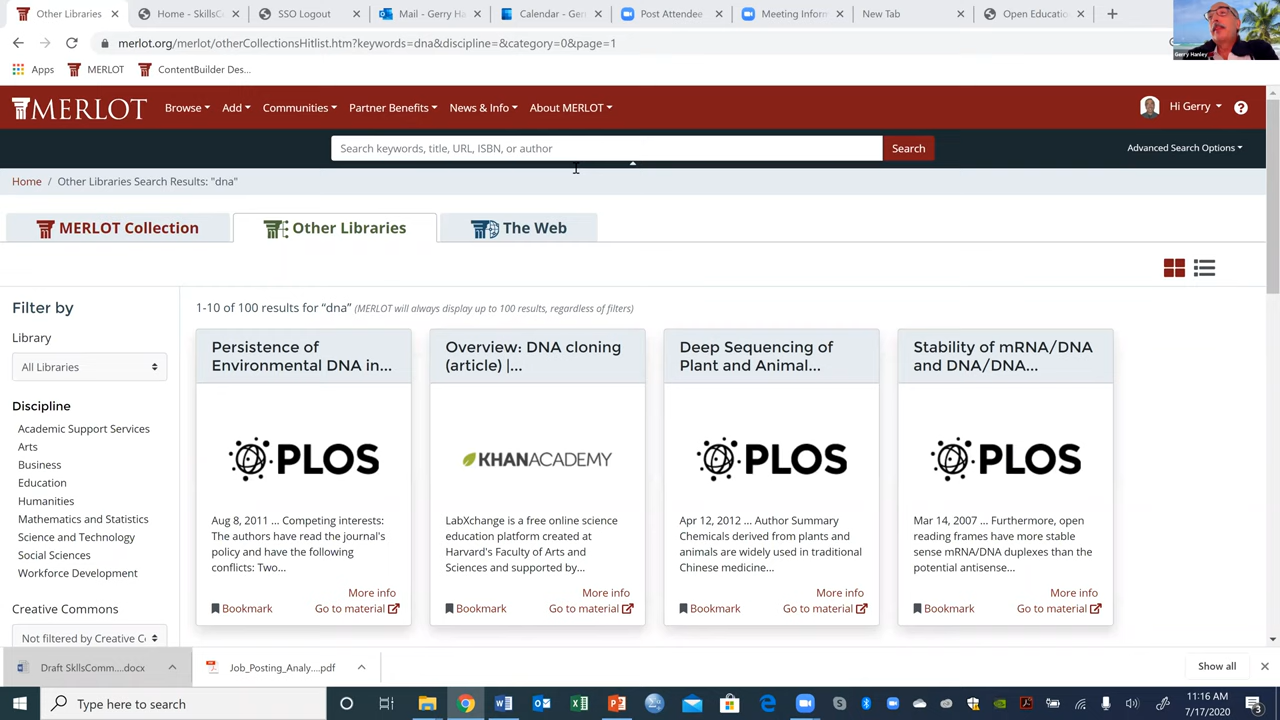 Other Libraries
Home - SkillsC
SSO Logout
Mail - Gerry Ha
Calendar - Ger
Post Attendee
Meeting Inform
New Tab
Open Educatio
merlot.org/merlot/otherCollectionsHitlist.htm?keywords=dna&discipline=&category=0&page=1
Gerry Hanley
Apps
MERLOT
ContentBuilder Des...
MERLOT
Browse
Add
Communities
Partner Benefits
News & Info
About MERLOT
Hi Gerry
Search keywords, title, URL, ISBN, or author
Search
Advanced Search Options
Home / Other Libraries Search Results: "dna"
MERLOT Collection
Other Libraries
The Web
Filter by
Library
All Libraries
Discipline
Academic Support Services
Arts
Business
Education
Humanities
Mathematics and Statistics
Science and Technology
Social Sciences
Workforce Development
Creative Commons
Not filtered by Creative C
1-10 of 100 results for “dna” (MERLOT will always display up to 100 results, regardless of filters)
Persistence of
Environmental DNA in...
PLOS
Aug 8, 2011 ... Competing interests:
The authors have read the journal's
policy and have the following
conflicts: Two...
More info
Bookmark
Go to material
Overview: DNA cloning
(article) |...
KHANACADEMY
LabXchange is a free online science
education platform created at
Harvard's Faculty of Arts and
Sciences and supported by...
More info
Bookmark
Go to material
Deep Sequencing of
Plant and Animal...
PLOS
Apr 12, 2012 ... Author Summary
Chemicals derived from plants and
animals are widely used in traditional
Chinese medicine...
More info
Bookmark
Go to material
Stability of mRNA/DNA
and DNA/DNA...
PLOS
Mar 14, 2007 ... Furthermore, open
reading frames have more stable
sense mRNA/DNA duplexes than the
potential antisense...
More info
Bookmark
Go to material
Draft SkllsComm....docx
Job_Posting_Analy....pdf
Show all
Type here to search
11:16 AM
7/17/2020
3